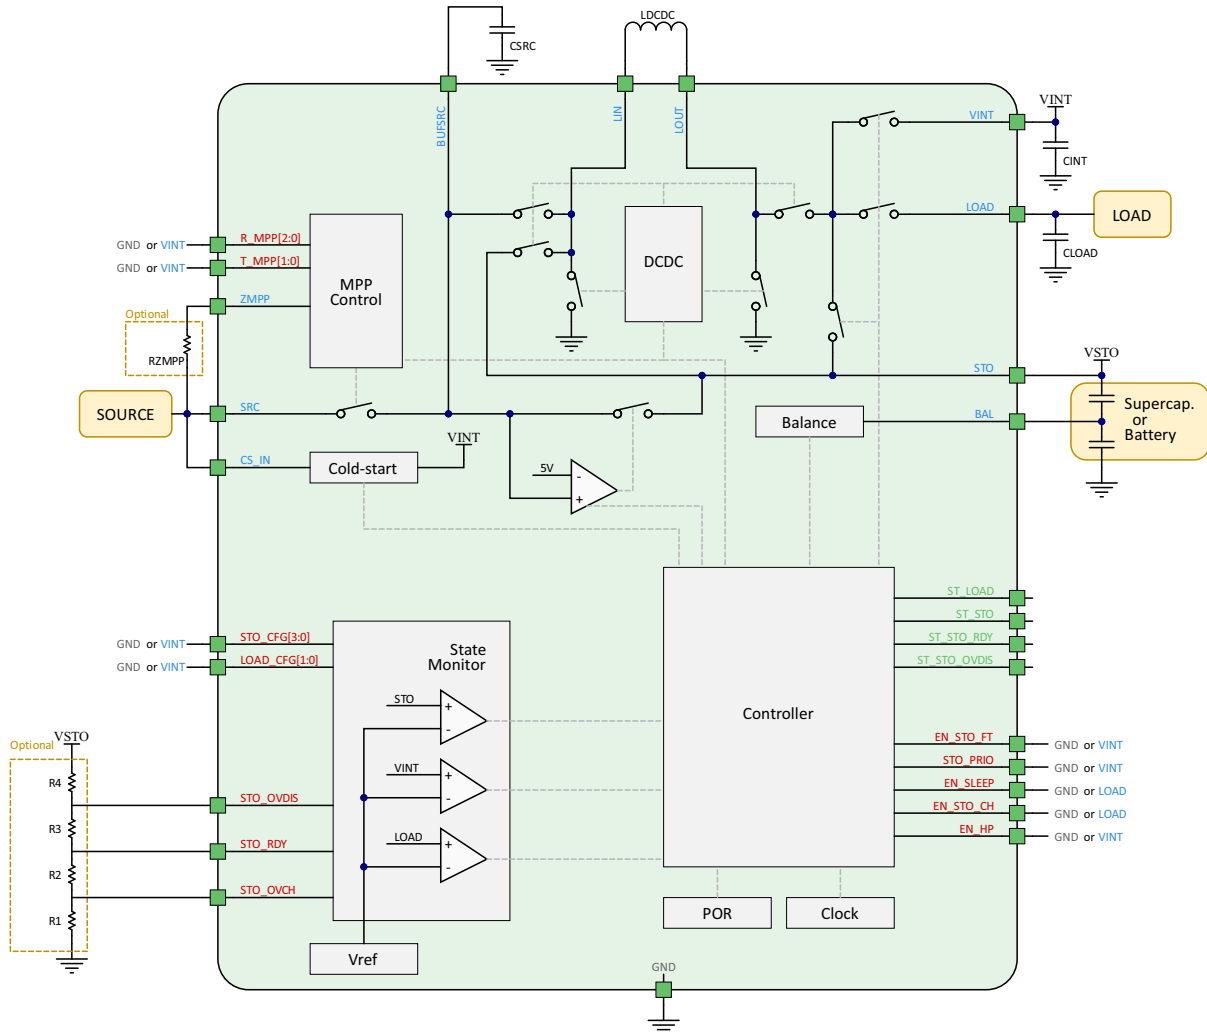 LDCDC
CSRC
BUFSRC
LIN
LOUT
VINT
VINT
CINT
LOAD
LOAD
CLOAD
GND or VINT
R_MPP[2:0]
GND or VINT
T_MPP[1:0]
ZMPP
MPP
Control
DCDC
Optional
RZMPP
SOURCE
SRC
CS_IN
Cold-start
VINT
5V
-
+
STO
VSTO
Balance
BAL
Supercap.
or
Battery
GND or VINT
STO_CFG[3:0]
GND or VINT
LOAD_CFG[1:0]
State
Monitor
STO
+
-
VINT
+
-
LOAD
+
-
Controller
ST_LOAD
ST_STO
ST_STO_RDY
ST_STO_OVDIS
EN_STO_FT
GND or VINT
STO_PRIO
GND or VINT
EN_SLEEP
GND or LOAD
EN_STO_CH
GND or LOAD
EN_HP
GND or VINT
Optional
VSTO
R4
R3
R2
R1
STO_OVDIS
STO_RDY
STO_OVCH
Vref
POR
Clock
GND